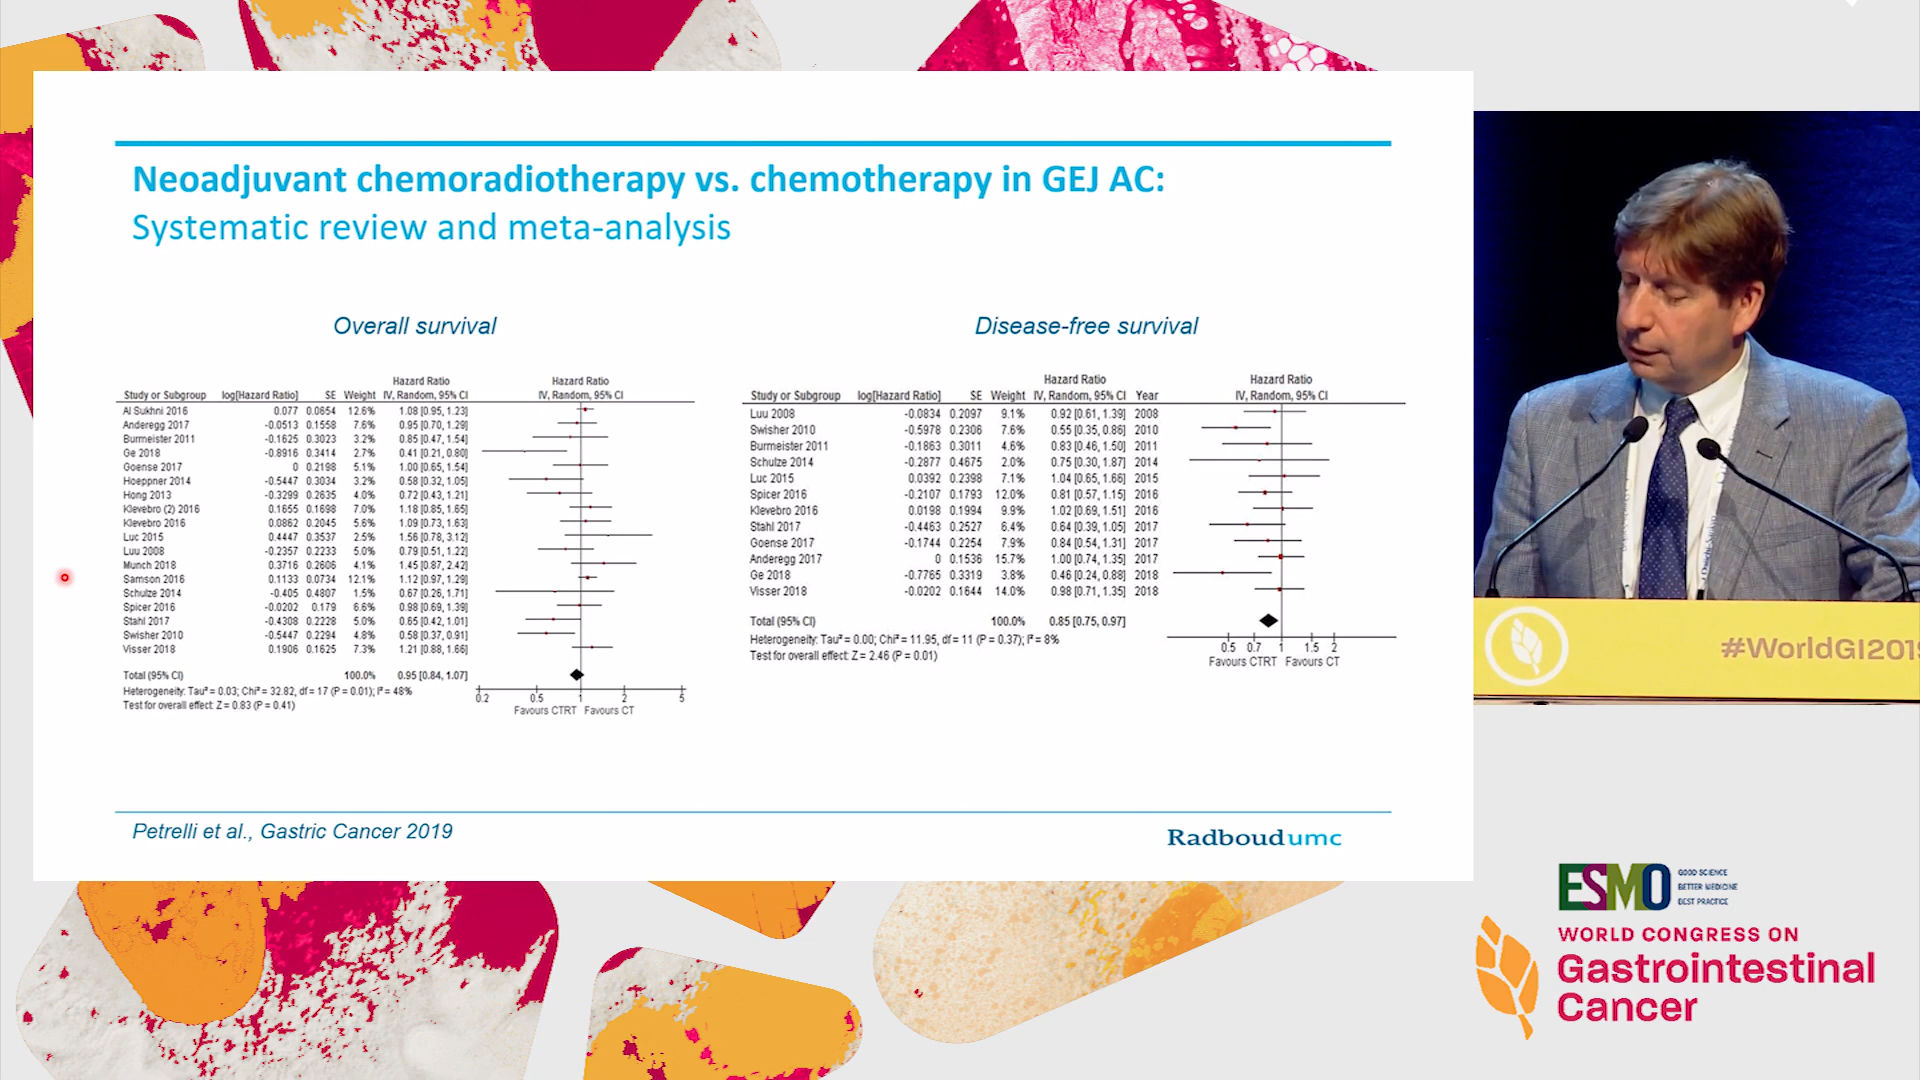 Neoadjuvant chemoradiotherapy vs. chemotherapy in GEJ AC:
Systematic review and meta-analysis
Overall survival
Hazard Ratio Hazard Ratio
Study or Subgroup log[Hazard Ratio] SE Weight IV, Random, 95% CI IV, Random, 95% CI
Al Sukhni 2016 0.077 0.0654 12.6% 1.08 [0.95, 1.23]
Anderegg 2017 -0.0513 0.1558 7.6% 0.95 [0.70, 1.29]
Burmeister 2011 -0.1625 0.3023 3.2% 0.85 [0.47, 1.54]
Ge 2018 -0.8916 0.3414 2.7% 0.41 [0.21, 0.80]
Goense 2017 0 0.2198 5.1% 1.00 [0.65, 1.54]
Hoeppner 2014 -0.5447 0.3034 3.2% 0.58 [0.32, 1.05]
Hong 2013 -0.3299 0.2635 4.0% 0.72 [0.43, 1.21]
Klevebro (2) 2016 0.1655 0.1698 7.0% 1.18 [0.85, 1.65]
Klevebro 2016 0.0862 0.2045 5.6% 1.09 [0.73, 1.63]
Luc 2015 0.4447 0.3537 2.5% 1.56 [0.78, 3.12]
Luu 2008 -0.2357 0.2233 5.0% 0.79 [0.51, 1.22]
Munch 2018 0.3716 0.2606 4.1% 1.45 [0.87, 2.42]
Samson 2016 0.1133 0.0734 12.1% 1.12 [0.97, 1.29]
Schulze 2014 -0.405 0.4807 1.5% 0.67 [0.26, 1.71]
Spicer 2016 -0.0202 0.179 6.6% 0.98 [0.69, 1.39]
Stahl 2017 -0.4308 0.2228 5.0% 0.65 [0.42, 1.01]
Swisher 2010 -0.5447 0.2294 4.8% 0.58 [0.37, 0.91]
Visser 2018 0.1906 0.1625 7.3% 1.21 [0.88, 1.66]
Total (95% CI) 100.0% 0.95 [0.84, 1.07]
Heterogeneity: Tau² = 0.03; Chi² = 32.82, df = 17 (P = 0.01); I² = 48%
Test for overall effect: Z = 0.83 (P = 0.41)
0.2 0.5 1 2 5
Favours CTRT Favours CT
Disease-free survival
Hazard Ratio Hazard Ratio
Study or Subgroup log[Hazard Ratio] SE Weight IV, Random, 95% CI Year IV, Random, 95% CI
Luu 2008 -0.0834 0.2097 9.1% 0.92 [0.61, 1.39] 2008
Swisher 2010 -0.5978 0.2306 7.6% 0.55 [0.35, 0.86] 2010
Burmeister 2011 -0.1863 0.3011 4.6% 0.83 [0.46, 1.50] 2011
Schulze 2014 -0.2877 0.4675 2.0% 0.75 [0.30, 1.87] 2014
Luc 2015 0.0392 0.2398 7.1% 1.04 [0.65, 1.66] 2015
Spicer 2016 -0.2107 0.1793 12.0% 0.81 [0.57, 1.15] 2016
Klevebro 2016 0.0198 0.1994 9.9% 1.02 [0.69, 1.51] 2016
Stahl 2017 -0.4463 0.2527 6.4% 0.64 [0.39, 1.05] 2017
Goense 2017 -0.1744 0.2254 7.9% 0.84 [0.54, 1.31] 2017
Anderegg 2017 0 0.1536 15.7% 1.00 [0.74, 1.35] 2017
Ge 2018 -0.7765 0.3319 3.8% 0.46 [0.24, 0.88] 2018
Visser 2018 -0.0202 0.1644 14.0% 0.98 [0.71, 1.35] 2018
Total (95% CI) 100.0% 0.85 [0.75, 0.97]
Heterogeneity: Tau² = 0.00; Chi² = 11.95, df = 11 (P = 0.37); I² = 8%
Test for overall effect: Z = 2.46 (P = 0.01)
0.5 0.7 1 1.5 2
Favours CTRT Favours CT
Petrelli et al., Gastric Cancer 2019
Radboudumc
#WorldGI2019
ESMO
GOOD SCIENCE
BETTER MEDICINE
BEST PRACTICE
WORLD CONGRESS ON
Gastrointestinal
Cancer